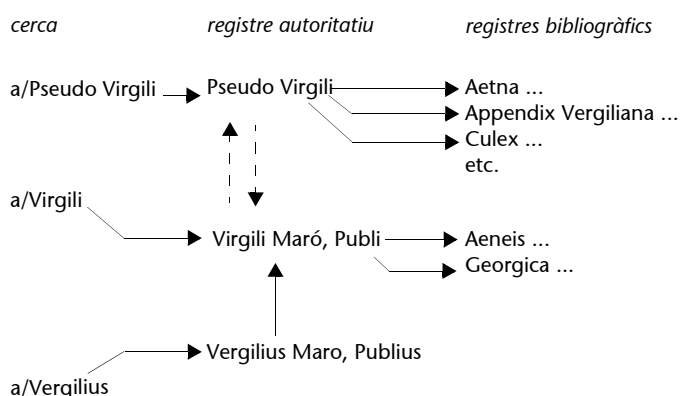 cerca registre autoritatiu registres bibliogràfics
a/Pseudo Virgili Pseudo Virgili Aetna ...
Appendix Vergiliana ...
Culex ...
etc.
a/Virgili
Virgili Maró, Publi Aeneis ...
Georgica ...
Vergilius Maro, Publius
a/Vergilius